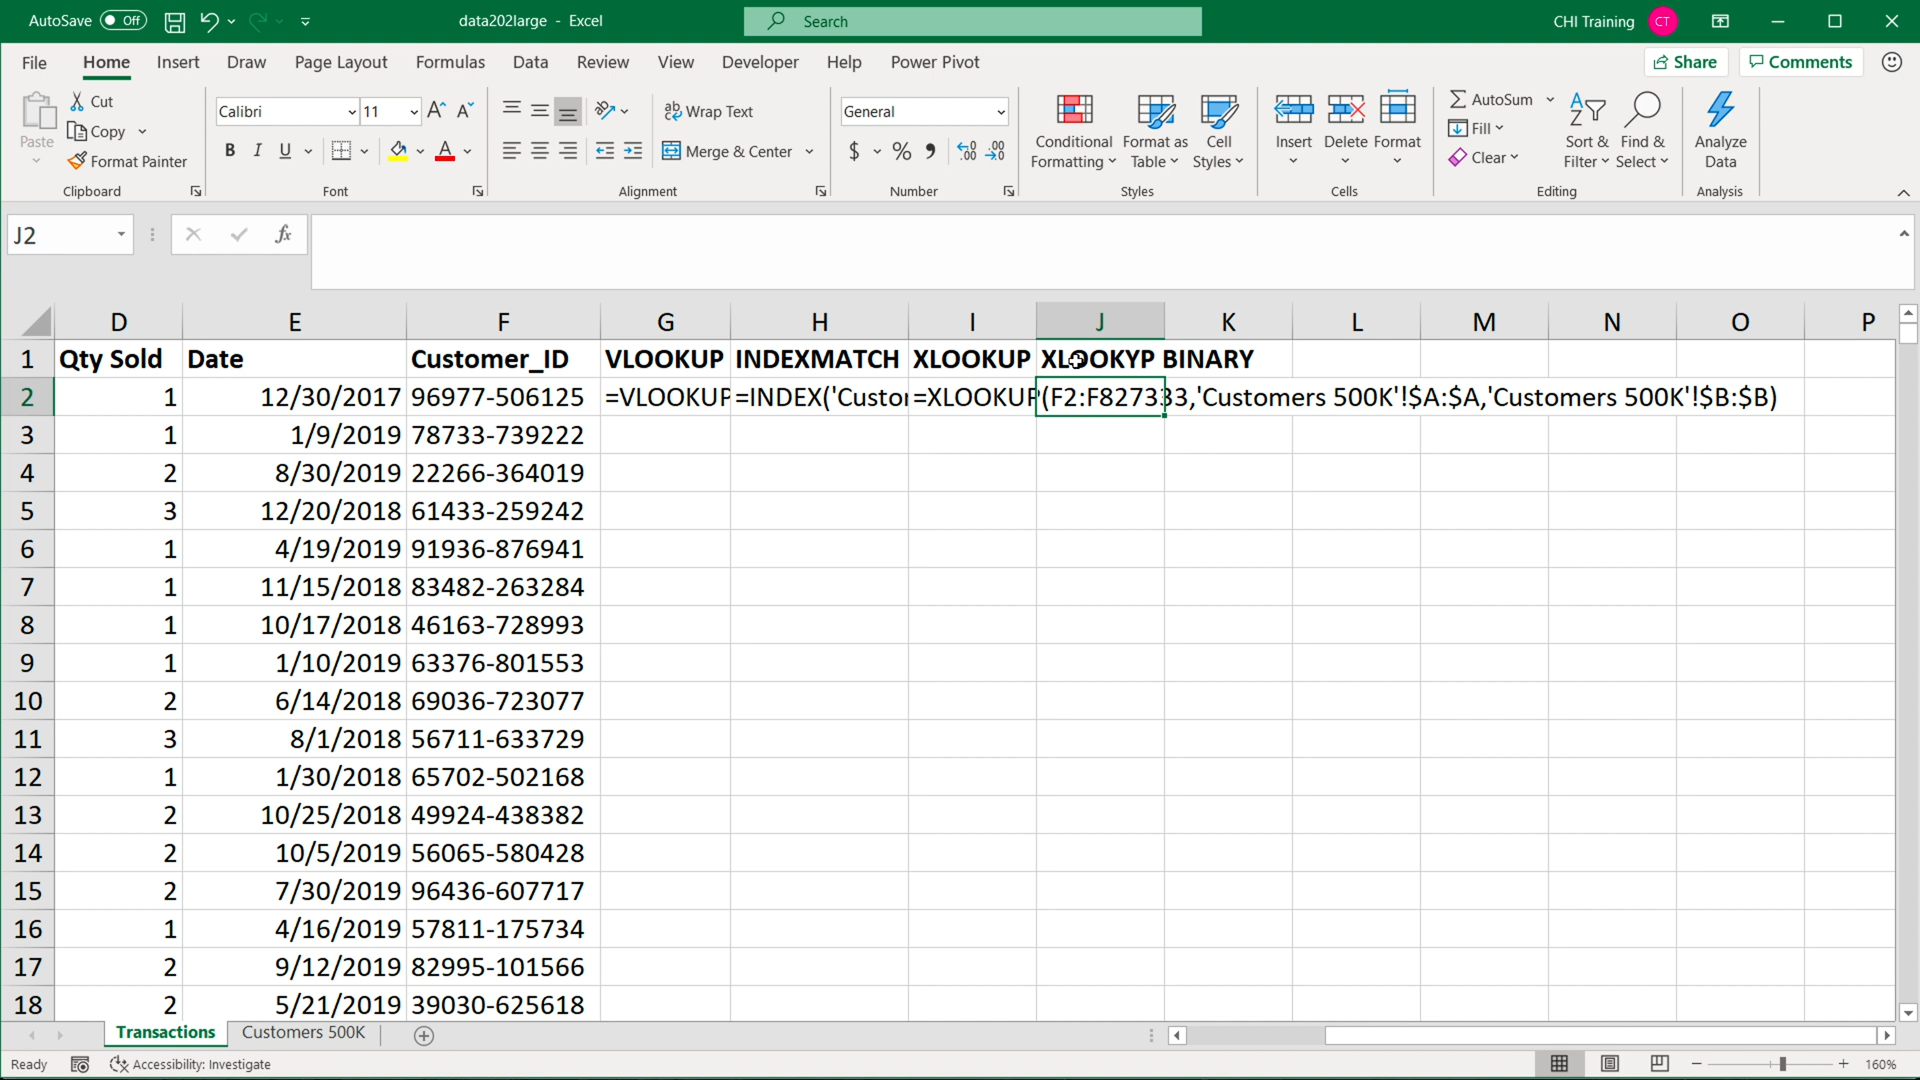 AutoSave Off data202large - Excel Search CHI Training CT
File Home Insert Draw Page Layout Formulas Data Review View Developer Help Power Pivot Share Comments
Cut
Copy
Format Painter
Paste
Clipboard
Calibri 11 A^ Aˇ
B I U A
Font
ab Wrap Text
Merge & Center
Alignment
General
$ % , .00
Number
Conditional Formatting
Format as Table
Cell Styles
Styles
Insert Delete Format
Cells
AutoSum
Fill
Clear
Sort & Filter
Find & Select
Editing
Analyze Data
Analysis
J2 fx
D E F G H I J K L M N O P
1 Qty Sold Date Customer_ID VLOOKUP INDEXMATCH XLOOKUP XLOOKYP BINARY
2 1 12/30/2017 96977-506125 =VLOOKUP =INDEX('Custor =XLOOKUP(F2:F827333,'Customers 500K'!$A:$A,'Customers 500K'!$B:$B)
3 1 1/9/2019 78733-739222
4 2 8/30/2019 22266-364019
5 3 12/20/2018 61433-259242
6 1 4/19/2019 91936-876941
7 1 11/15/2018 83482-263284
8 1 10/17/2018 46163-728993
9 1 1/10/2019 63376-801553
10 2 6/14/2018 69036-723077
11 3 8/1/2018 56711-633729
12 1 1/30/2018 65702-502168
13 2 10/25/2018 49924-438382
14 2 10/5/2019 56065-580428
15 2 7/30/2019 96436-607717
16 1 4/16/2019 57811-175734
17 2 9/12/2019 82995-101566
18 2 5/21/2019 39030-625618
Transactions Customers 500K
Ready Accessibility: Investigate 160%